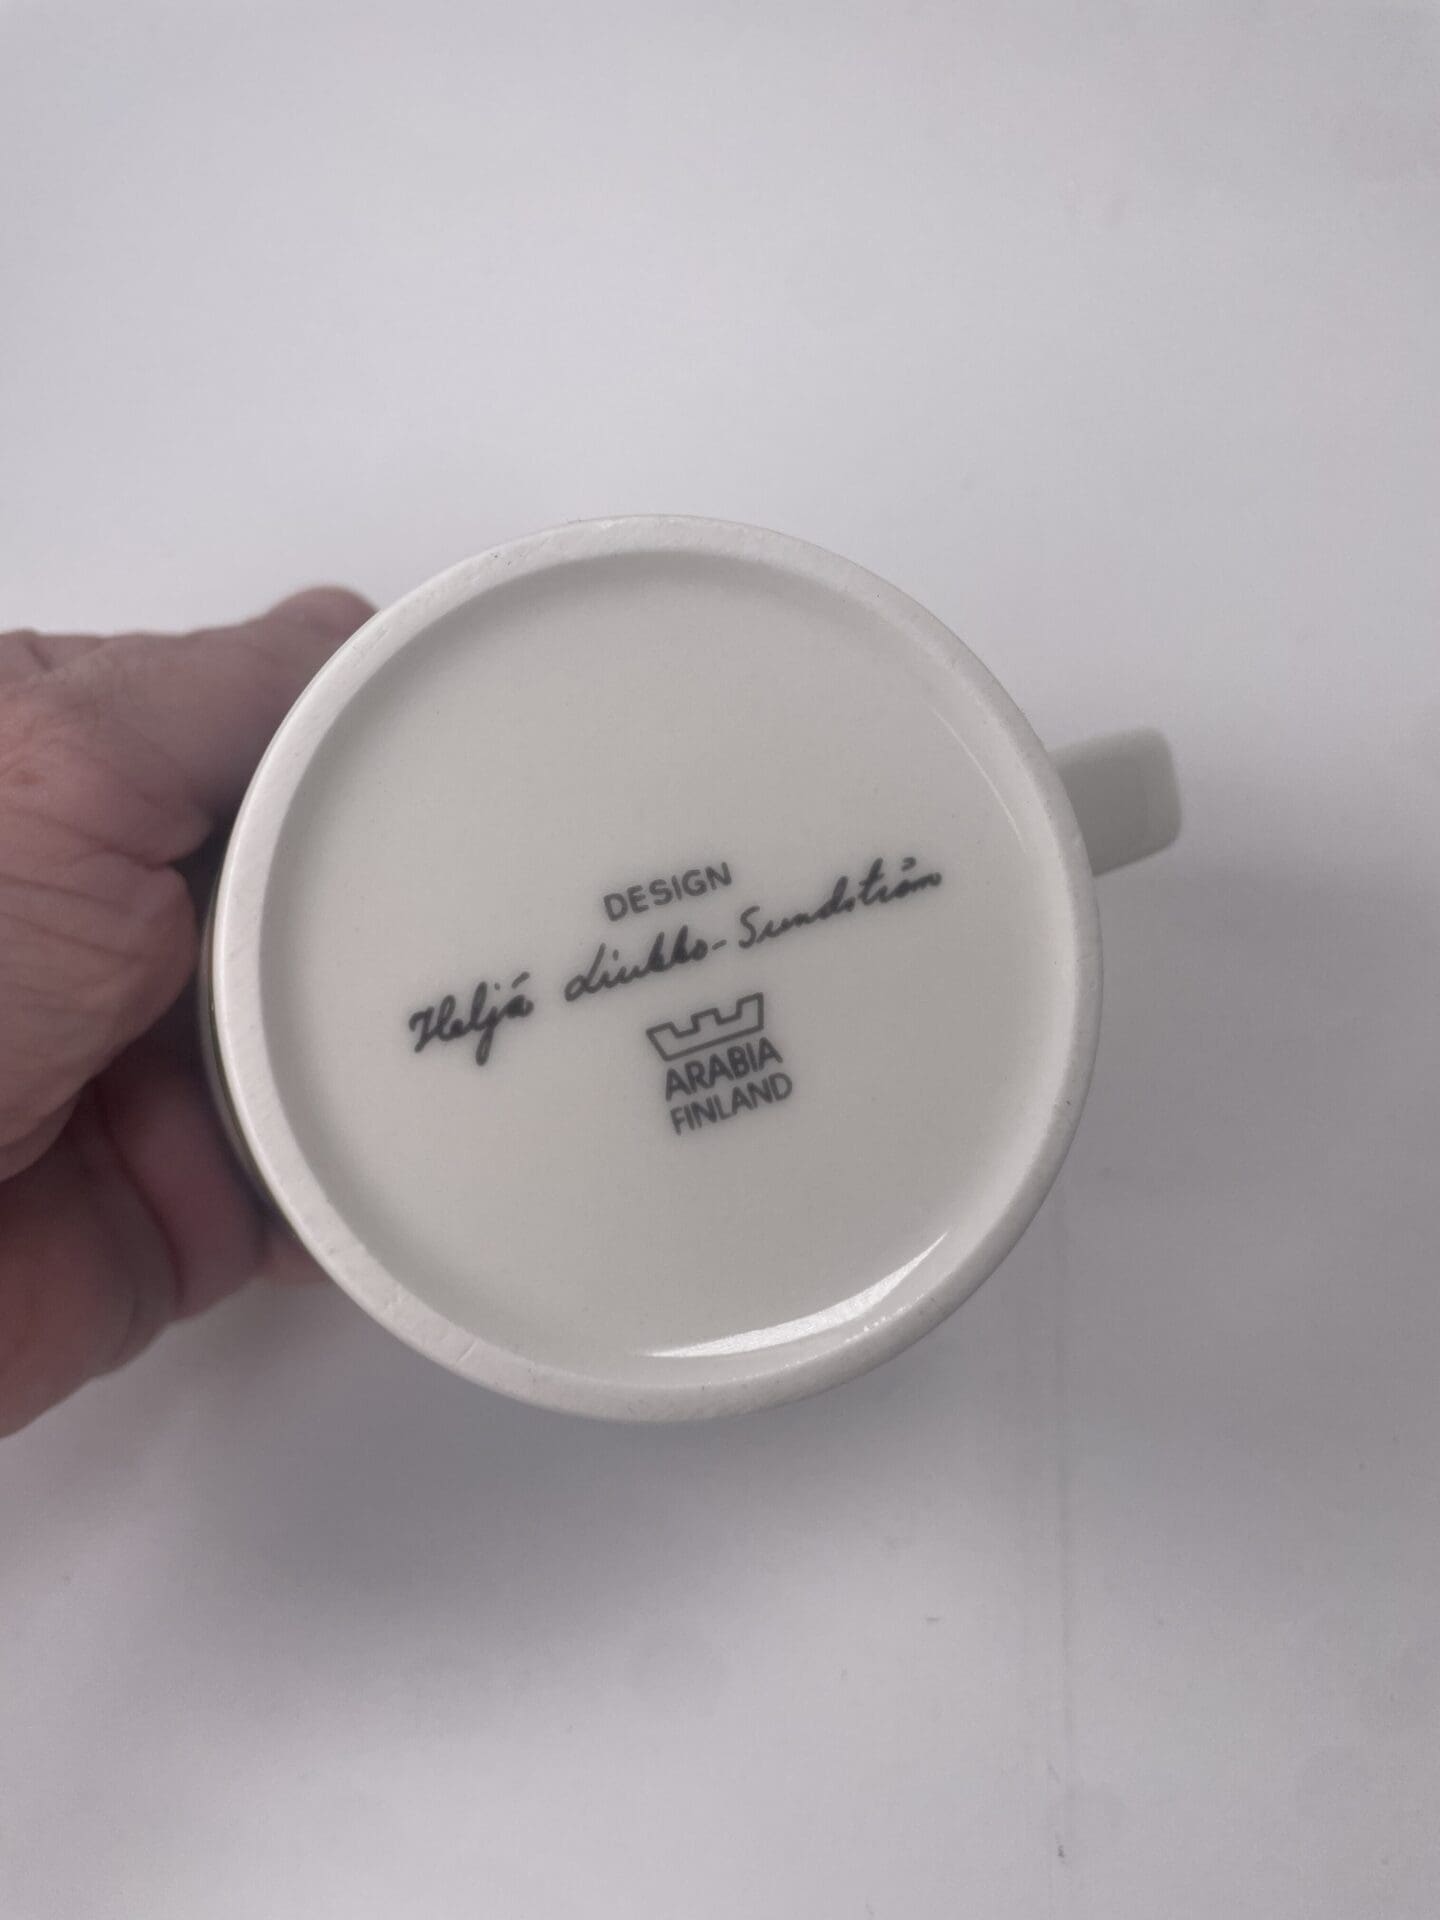 DESIGN
Heljä Liukko-Sundström
ARABIA
FINLAND